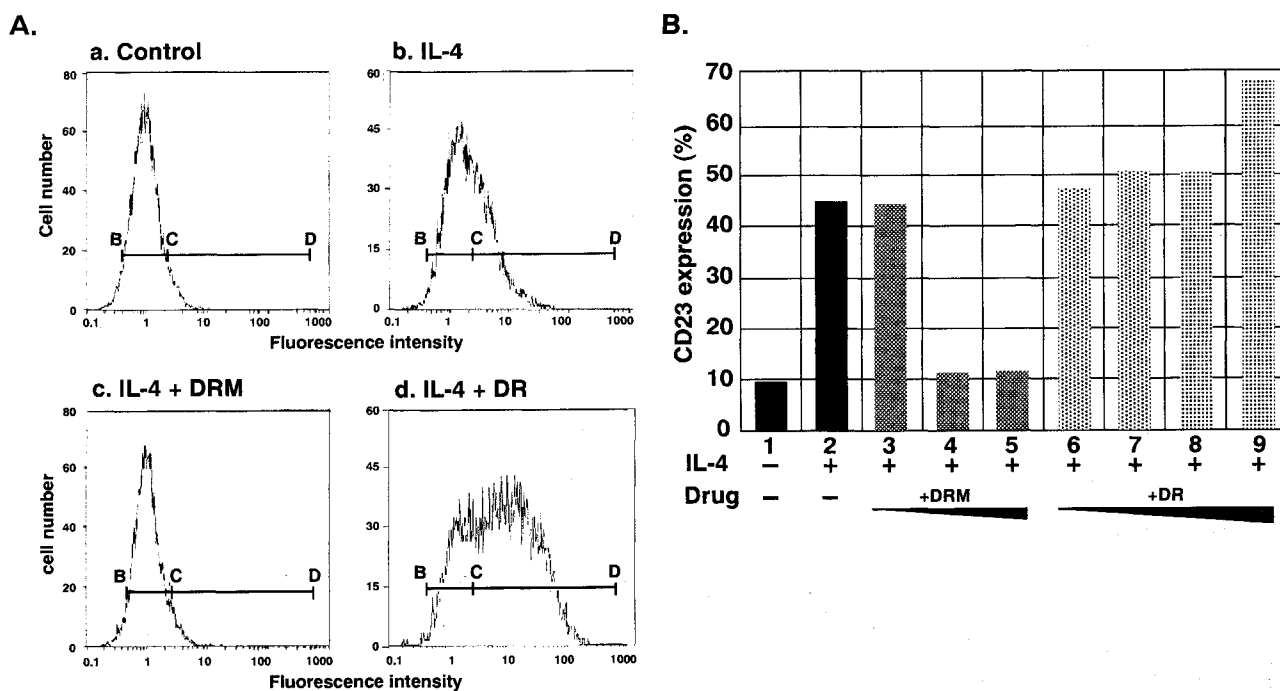 A.
a. Control
80
60
40
20
0
Cell number
B C D
0.1 1 10 100 1000
Fluorescence intensity
b. IL-4
60
45
30
15
0
B C D
0.1 1 10 100 1000
c. IL-4 + DRM
80
60
40
20
0
cell number
B C D
0.1 1 10 100 1000
Fluorescence intensity
d. IL-4 + DR
60
45
30
15
0
B C D
0.1 1 10 100 1000
Fluorescence intensity
B.
70
60
50
40
30
20
10
0
CD23 expression (%)
1 2 3 4 5 6 7 8 9
IL-4 – + + + + + + + +
Drug – – +DRM +DR